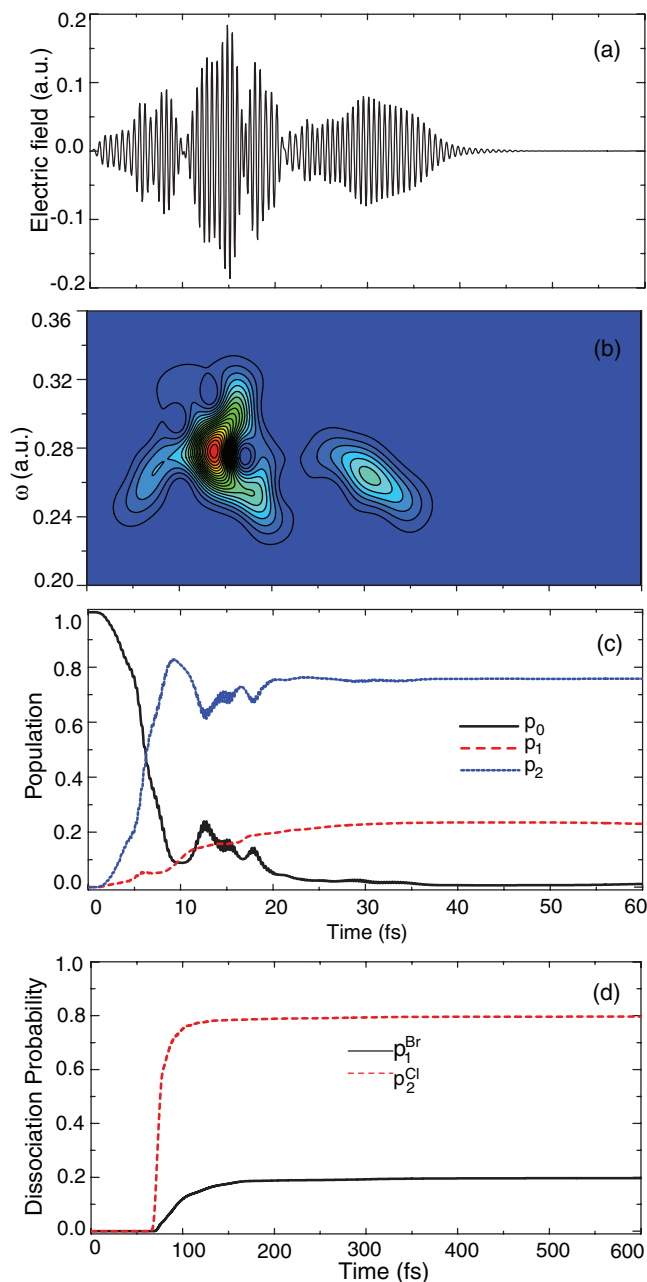 0.2
0.1
0.0
-0.1
-0.2
Electric field (a.u.)
(a)
0.36
0.32
0.28
0.24
0.20
ω (a.u.)
(b)
1.0
0.8
0.6
0.4
0.2
0.0
Population
(c)
p0
p1
p2
0 10 20 30 40 50 60
Time (fs)
1.0
0.8
0.6
0.4
0.2
0.0
Dissociation Probability
(d)
p1Br
p2Cl
0 100 200 300 400 500 600
Time (fs)